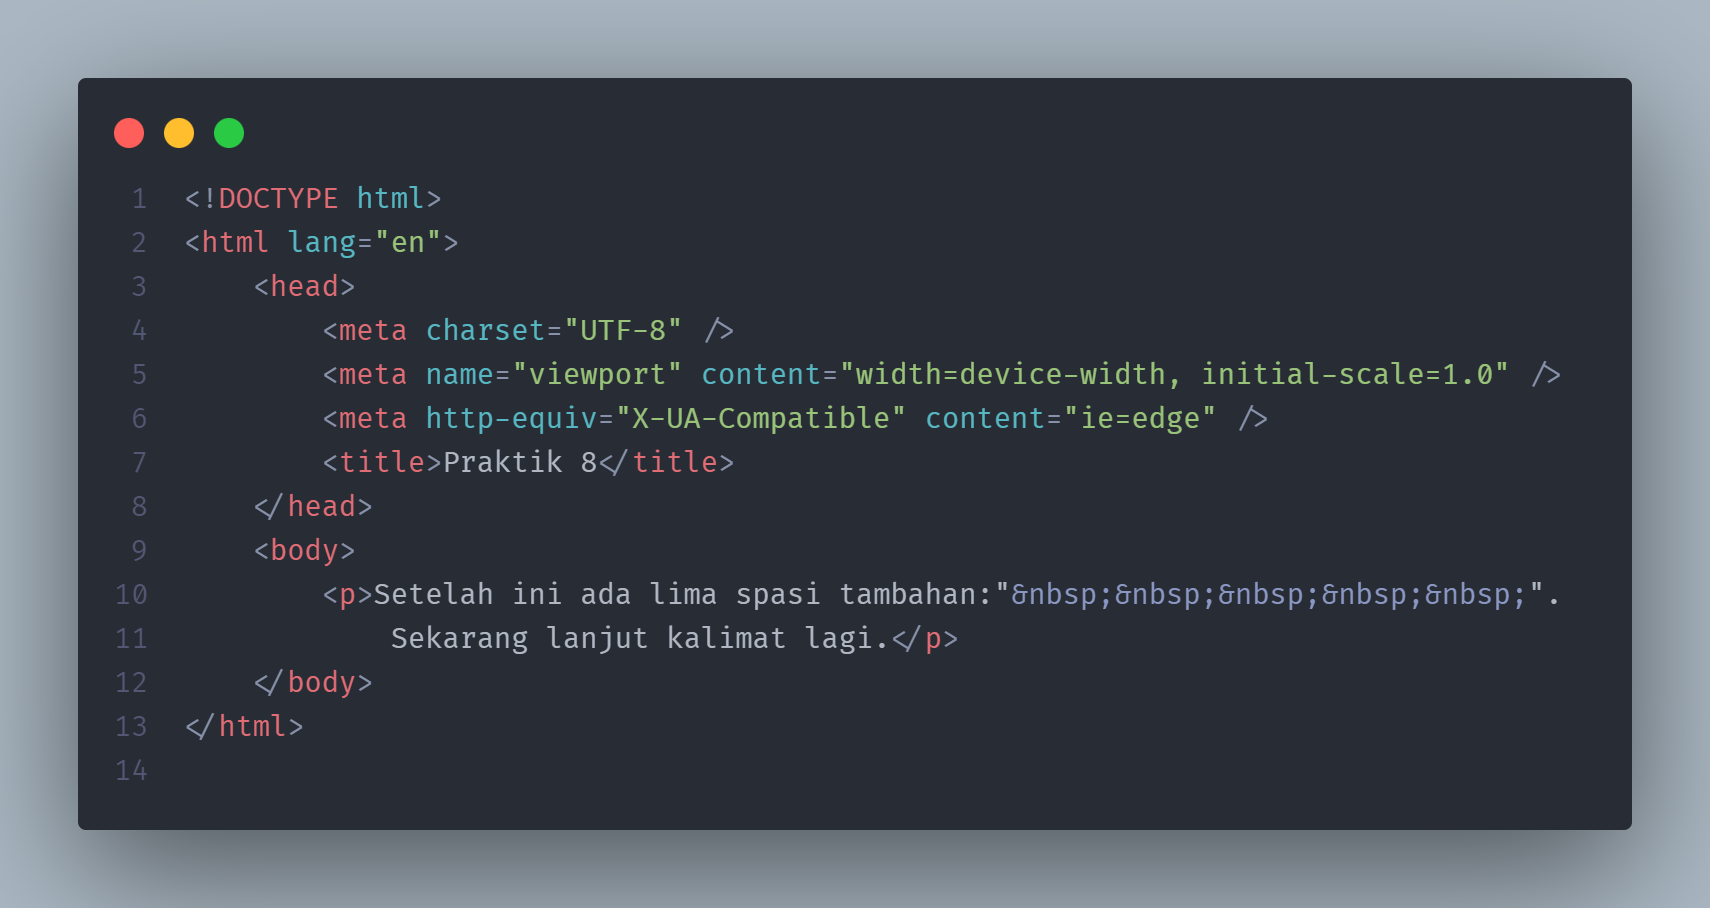 1 <!DOCTYPE html>
2 <html lang="en">
3     <head>
4         <meta charset="UTF-8" />
5         <meta name="viewport" content="width=device-width, initial-scale=1.0" />
6         <meta http-equiv="X-UA-Compatible" content="ie=edge" />
7         <title>Praktik 8</title>
8     </head>
9     <body>
10         <p>Setelah ini ada lima spasi tambahan:"&nbsp;&nbsp;&nbsp;&nbsp;&nbsp;".
11             Sekarang lanjut kalimat lagi.</p>
12     </body>
13 </html>
14